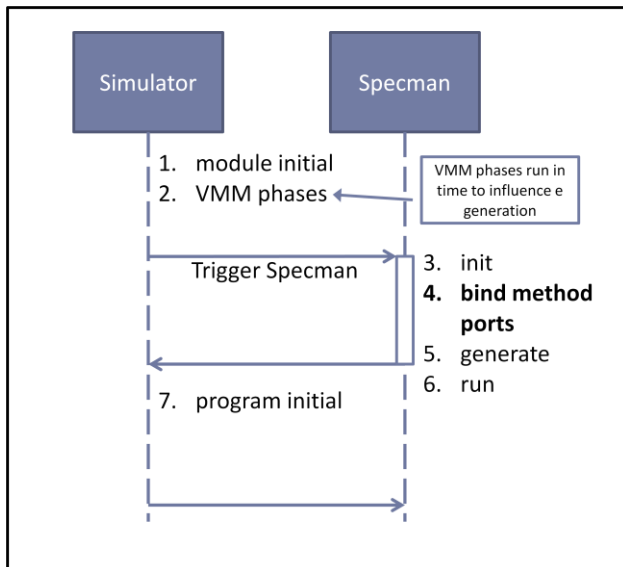 Simulator
Specman
1. module initial
2. VMM phases
VMM phases run in
time to influence e
generation
Trigger Specman
3. init
4. bind method
ports
5. generate
6. run
7. program initial